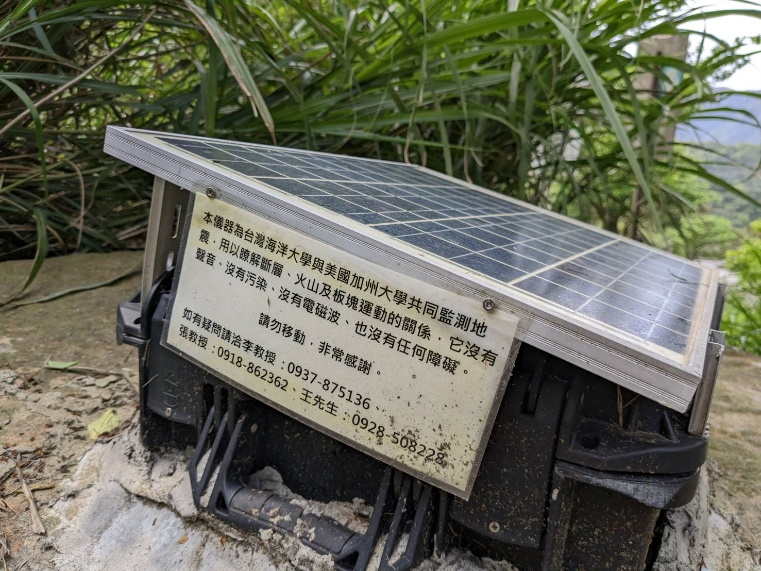 本儀器為台灣海洋大學與美國加州大學共同監測地
震，用以瞭解斷層、火山及板塊運動的關係，它沒有
聲音、沒有污染、沒有電磁波、也沒有任何障礙。
請勿移動，非常感謝。
如有疑問請洽李教授：0937-875136、
張教授：0918-862362、王先生：0928-508228